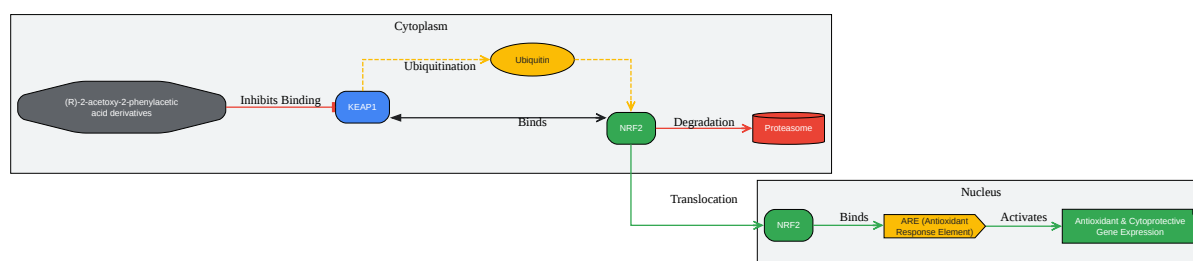 Cytoplasm
Ubiquitin
Ubiquitination
(R)-2-acetoxy-2-phenylacetic
acid derivatives
Inhibits Binding
KEAP1
Binds
NRF2
Degradation
Proteasome
Translocation
Nucleus
NRF2
Binds
ARE (Antioxidant
Response Element)
Activates
Antioxidant & Cytoprotective
Gene Expression